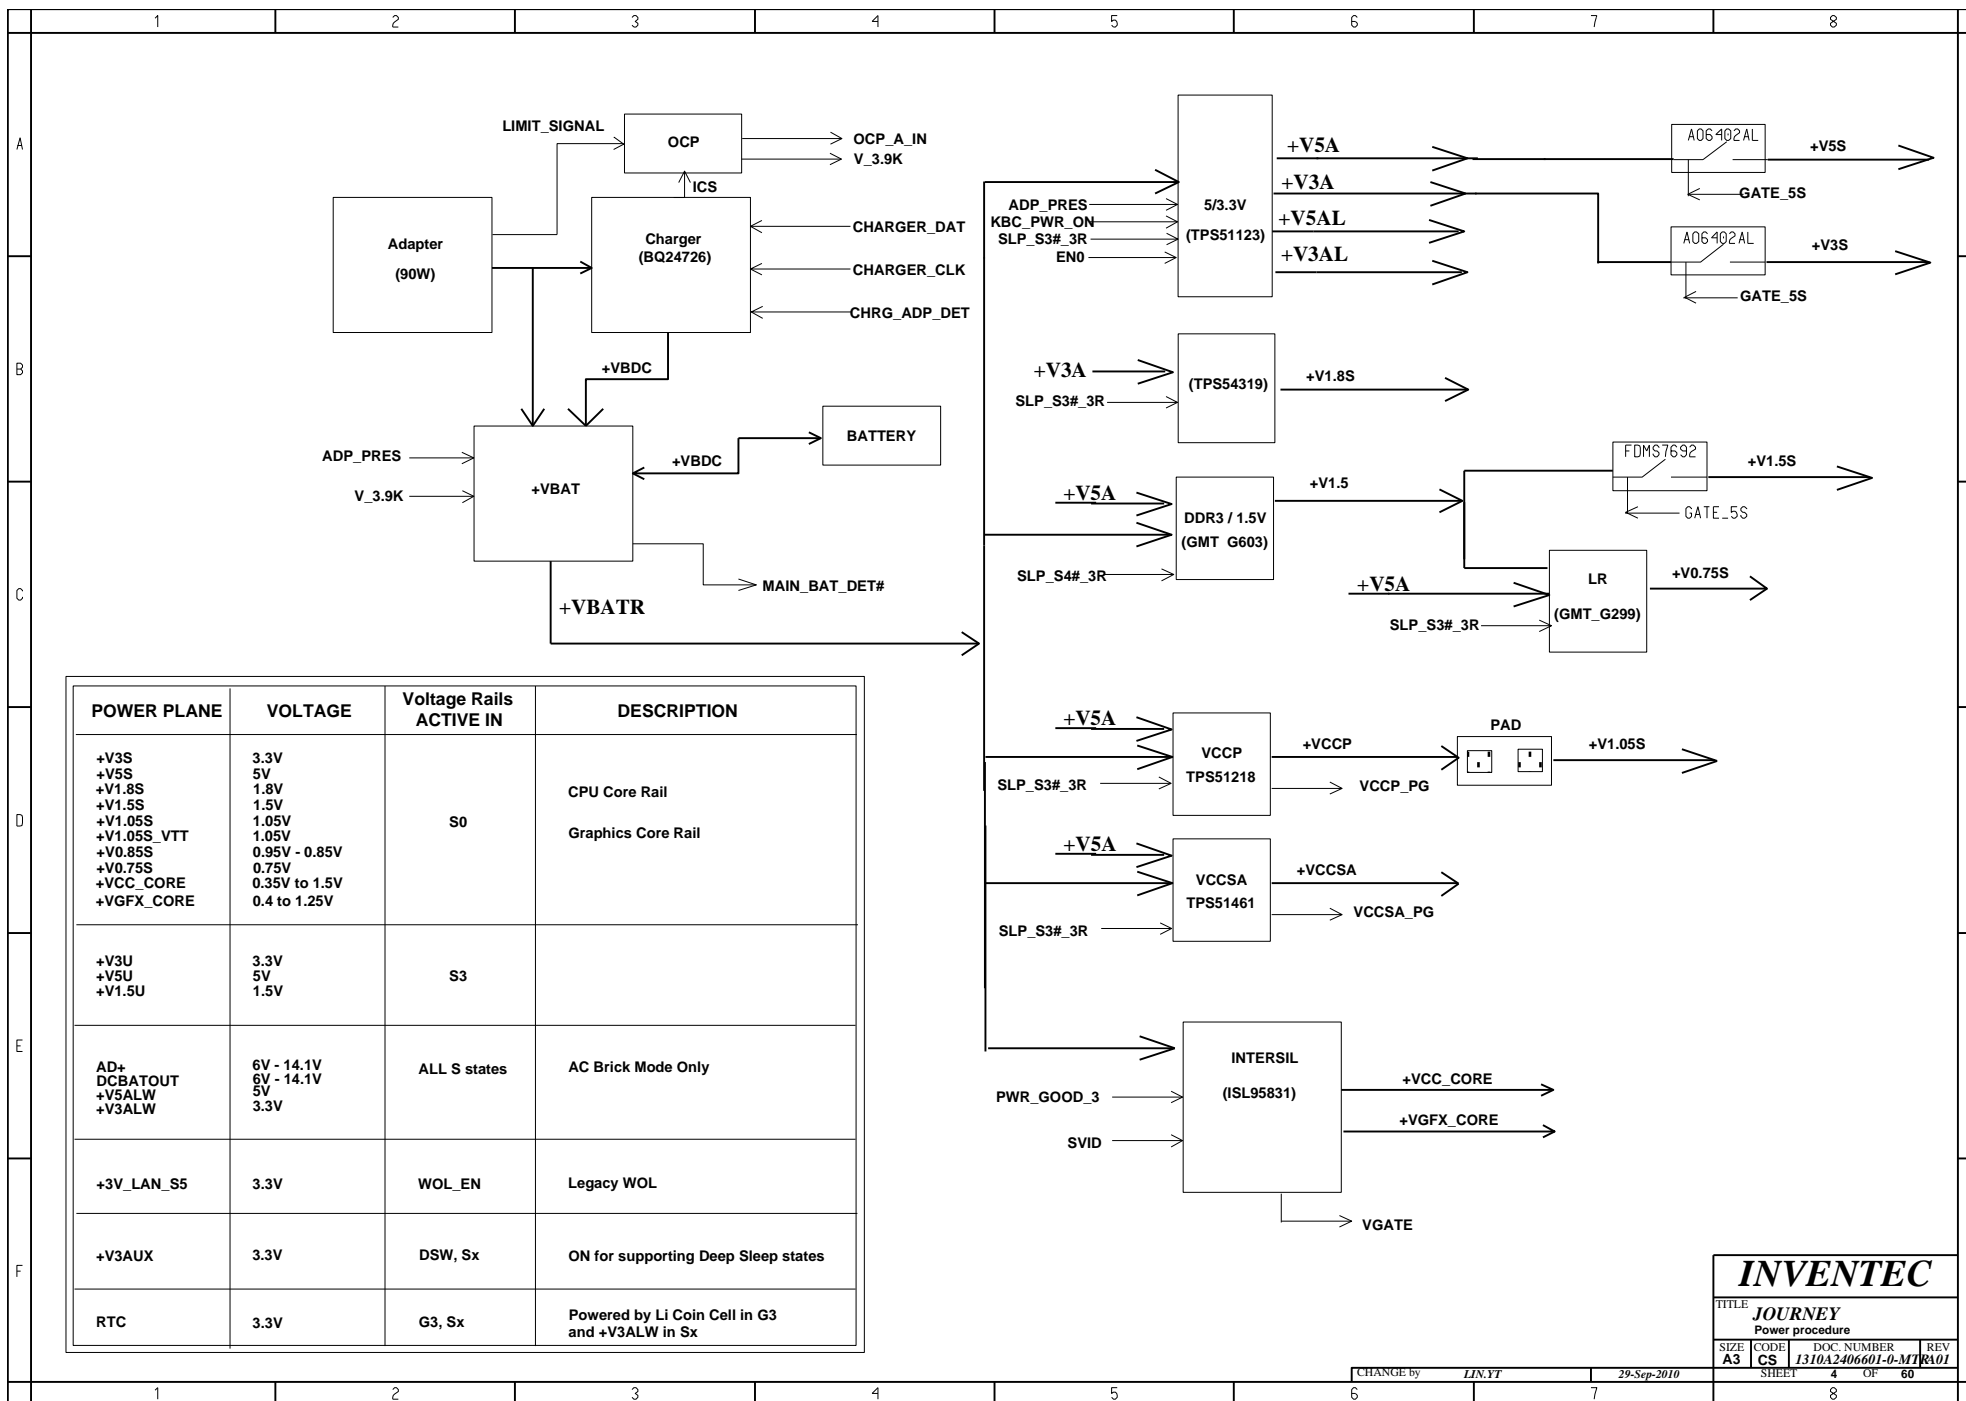 1 2 3 4 5 6 7 8
A
B
C
D
E
F
LIMIT_SIGNAL
OCP
OCP_A_IN
V_3.9K
ICS
Adapter
(90W)
Charger
(BQ24726)
CHARGER_DAT
CHARGER_CLK
CHRG_ADP_DET
+VBDC
BATTERY
ADP_PRES
+VBDC
V_3.9K
+VBAT
MAIN_BAT_DET#
+VBATR
ADP_PRES
KBC_PWR_ON
SLP_S3#_3R
EN0
5/3.3V
(TPS51123)
+V5A
+V3A
+V5AL
+V3AL
AO6402AL
+V5S
GATE_5S
AO6402AL
+V3S
GATE_5S
+V3A
SLP_S3#_3R
(TPS54319)
+V1.8S
+V5A
DDR3 / 1.5V
(GMT G603)
SLP_S4#_3R
+V1.5
FDMS7692
+V1.5S
GATE_5S
+V5A
SLP_S3#_3R
LR
(GMT_G299)
+V0.75S
+V5A
SLP_S3#_3R
VCCP
TPS51218
+VCCP
VCCP_PG
PAD
+V1.05S
+V5A
SLP_S3#_3R
VCCSA
TPS51461
+VCCSA
VCCSA_PG
INTERSIL
(ISL95831)
PWR_GOOD_3
SVID
+VCC_CORE
+VGFX_CORE
VGATE
POWER PLANE VOLTAGE Voltage Rails ACTIVE IN DESCRIPTION
+V3S 3.3V
+V5S 5V
+V1.8S 1.8V CPU Core Rail
+V1.5S 1.5V
+V1.05S 1.05V S0
+V1.05S_VTT 1.05V Graphics Core Rail
+V0.85S 0.95V - 0.85V
+V0.75S 0.75V
+VCC_CORE 0.35V to 1.5V
+VGFX_CORE 0.4 to 1.25V
+V3U 3.3V
+V5U 5V S3
+V1.5U 1.5V
AD+ 6V - 14.1V ALL S states AC Brick Mode Only
DCBATOUT 6V - 14.1V
+V5ALW 5V
+V3ALW 3.3V
+3V_LAN_S5 3.3V WOL_EN Legacy WOL
+V3AUX 3.3V DSW, Sx ON for supporting Deep Sleep states
RTC 3.3V G3, Sx Powered by Li Coin Cell in G3
and +V3ALW in Sx
INVENTEC
TITLE
JOURNEY
Power procedure
SIZE CODE DOC. NUMBER REV
A3 CS 1310A2406601-0-MTR A01
CHANGE by LIN.YT 29-Sep-2010 SHEET 4 OF 60
1 2 3 4 5 6 7 8